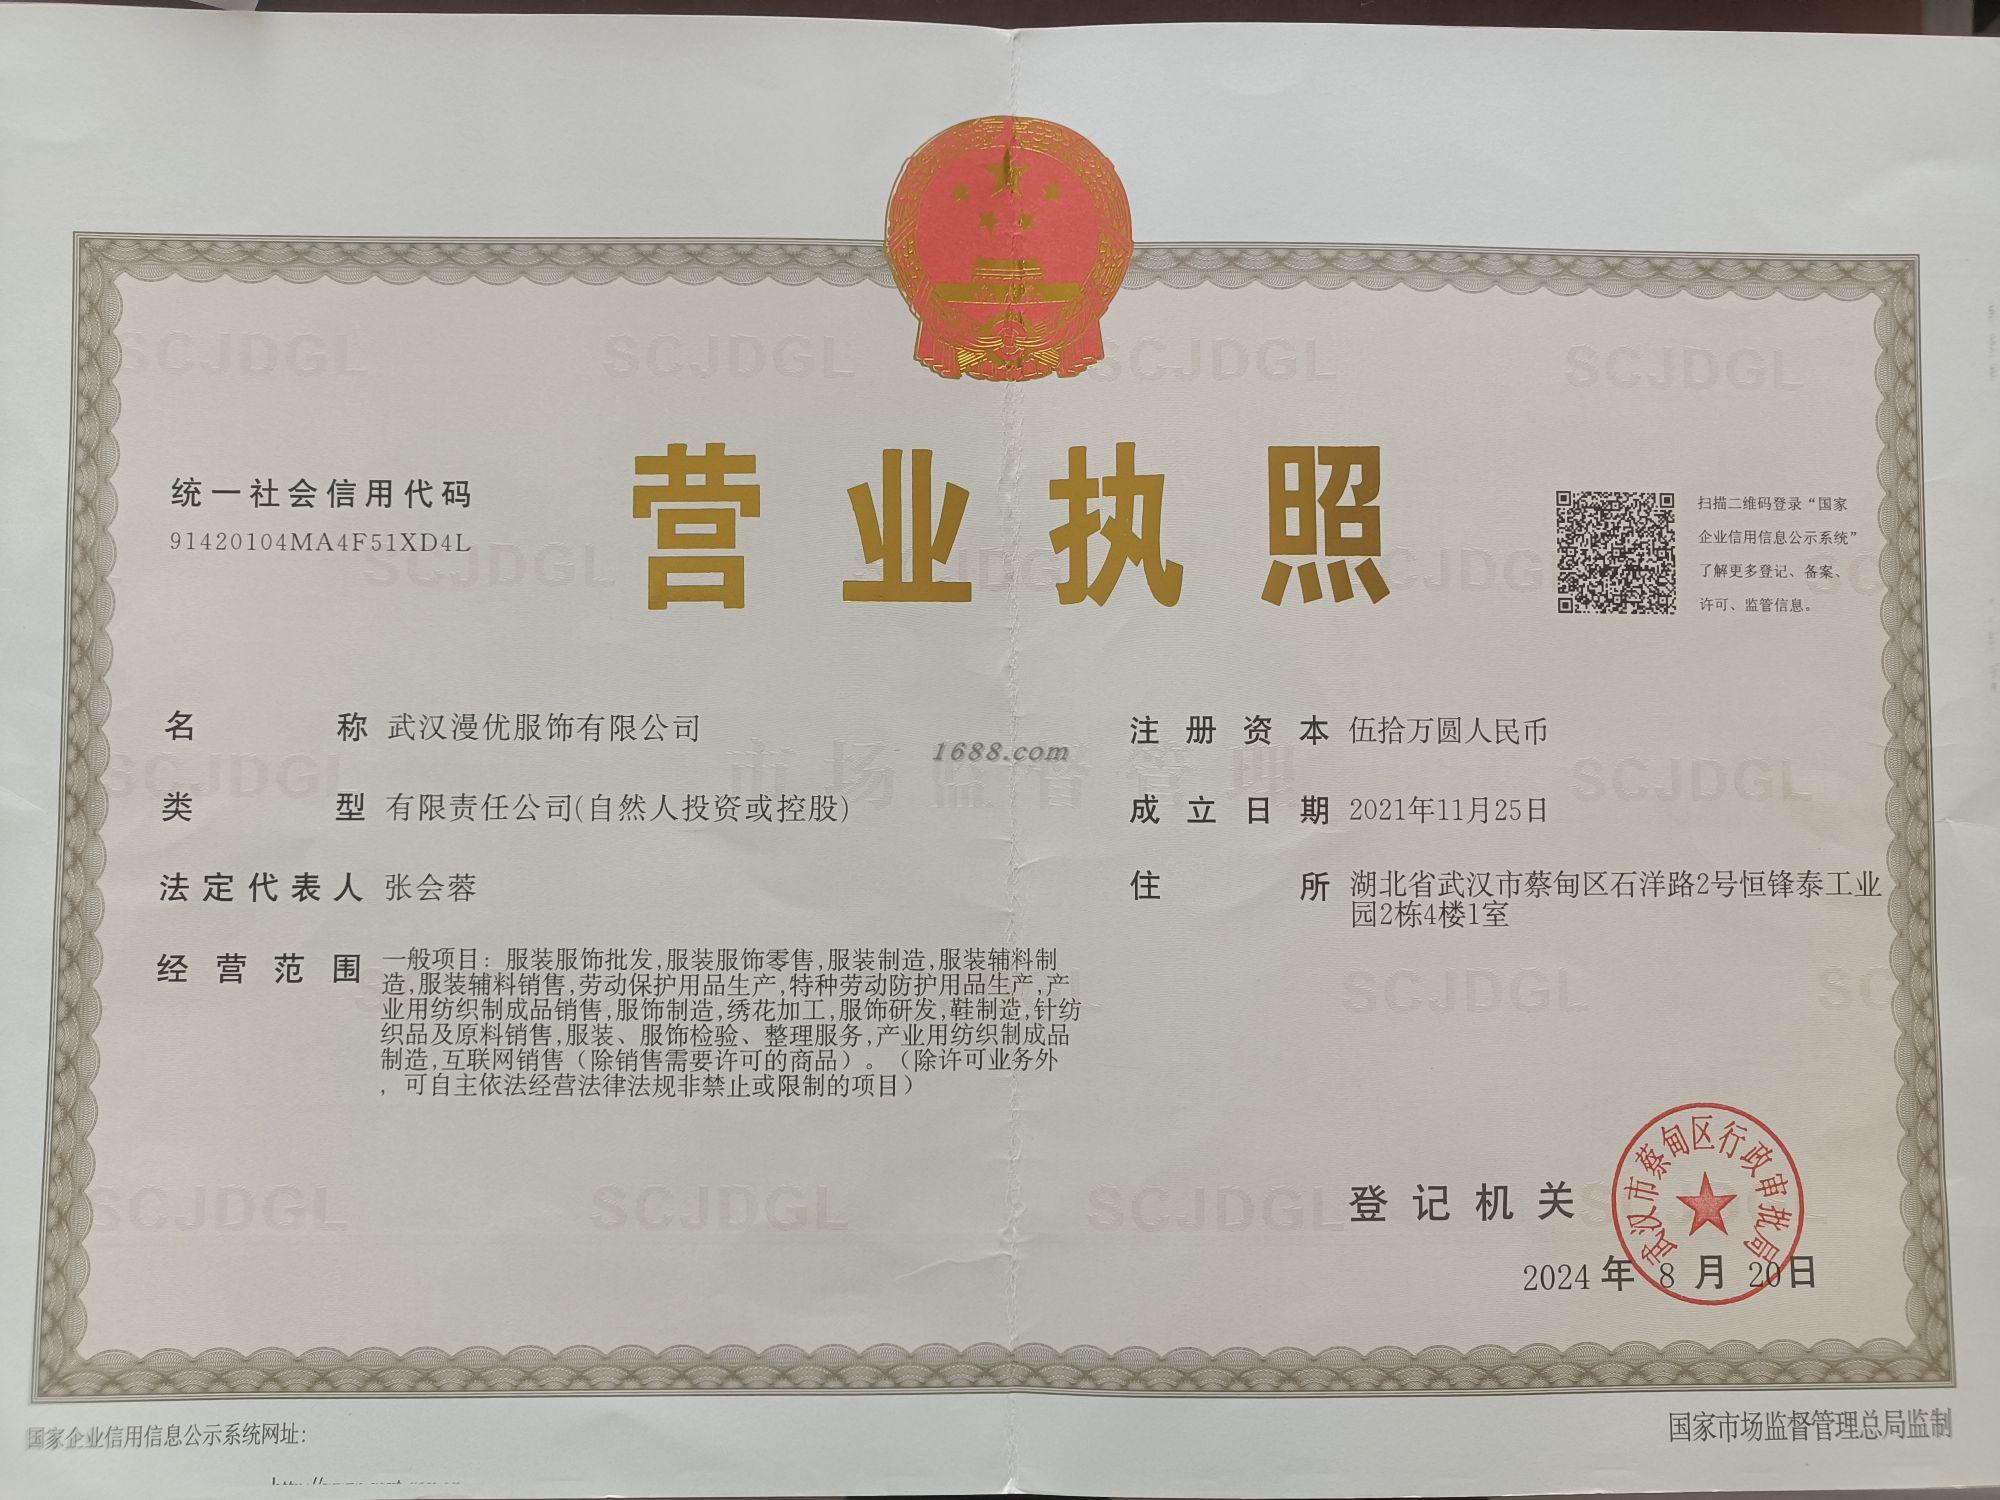 营业执照
统一社会信用代码
91420104MA4F51XD4L
扫描二维码登录“国家
企业信用信息公示系统”
了解更多登记、备案、
许可、监管信息。
名称 武汉漫优服饰有限公司
类型 有限责任公司(自然人投资或控股)
法定代表人 张会蓉
经营范围 一般项目：服装服饰批发,服装服饰零售,服装制造,服装辅料制
造,服装辅料销售,劳动保护用品生产,特种劳动防护用品生产,产
业用纺织制成品销售,服饰制造,绣花加工,服饰研发,鞋制造,针纺
织品及原料销售,服装、服饰检验、整理服务,产业用纺织制成品
制造,互联网销售（除销售需要许可的商品）。（除许可业务外
，可自主依法经营法律法规非禁止或限制的项目）
注册资本 伍拾万圆人民币
成立日期 2021年11月25日
住所 湖北省武汉市蔡甸区石洋路2号恒锋泰工业
园2栋4楼1室
1688.com
市场监督管理
SCJDGL SCJDGL SCJDGL SCJDGL
SCJDGL
SCJDGL
SCJDGL
SCJDGL
SCJDGL SCJDGL SCJDGL
登记机关
武汉市蔡甸区行政审批局
2024年8月20日
国家企业信用信息公示系统网址：
国家市场监督管理总局监制